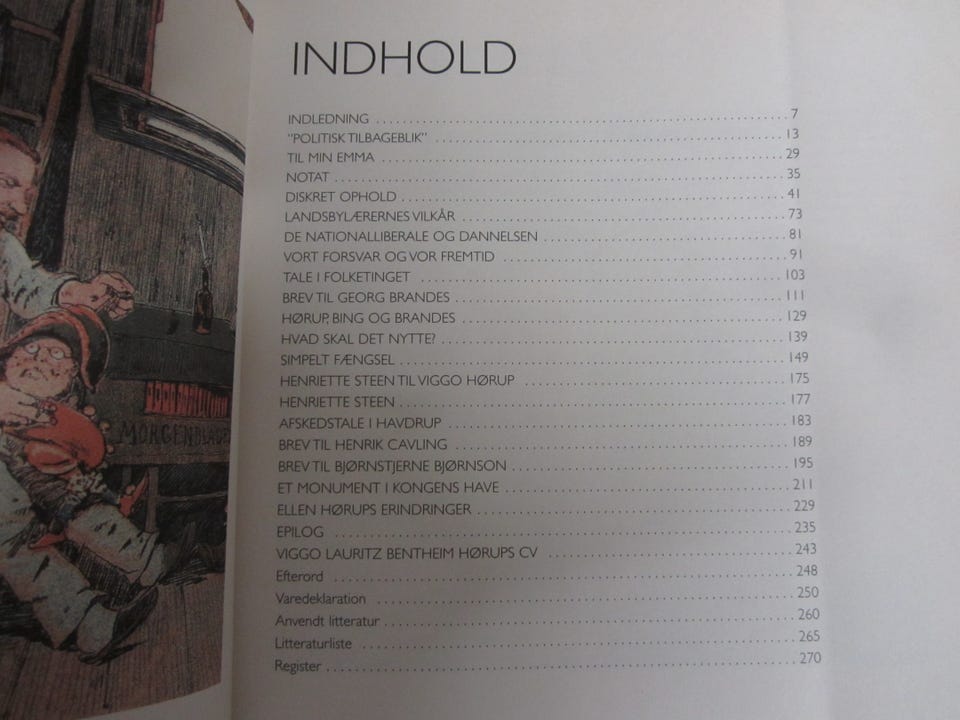 INDHOLD
INDLEDNING 7
"POLITISK TILBAGEBLIK" 13
TIL MIN EMMA 29
NOTAT 35
DISKRET OPHOLD 41
LANDSBYLÆRERNES VILKÅR 73
DE NATIONALLIBERALE OG DANNELSEN 81
VORT FORSVAR OG VOR FREMTID 91
TALE I FOLKETINGET 103
BREV TIL GEORG BRANDES 111
HØRUP, BING OG BRANDES 129
HVAD SKAL DET NYTTE? 139
SIMPELT FÆNGSEL 149
HENRIETTE STEEN TIL VIGGO HØRUP 175
HENRIETTE STEEN 177
AFSKEDSTALE I HAVDRUP 183
BREV TIL HENRIK CAVLING 189
BREV TIL BJØRNSTJERNE BJØRNSON 195
ET MONUMENT I KONGENS HAVE 211
ELLEN HØRUPS ERINDRINGER 229
EPILOG 235
VIGGO LAURITZ BENTHEIM HØRUPS CV 243
Efterord 248
Varedeklaration 250
Anvendt litteratur 260
Litteraturliste 265
Register 270